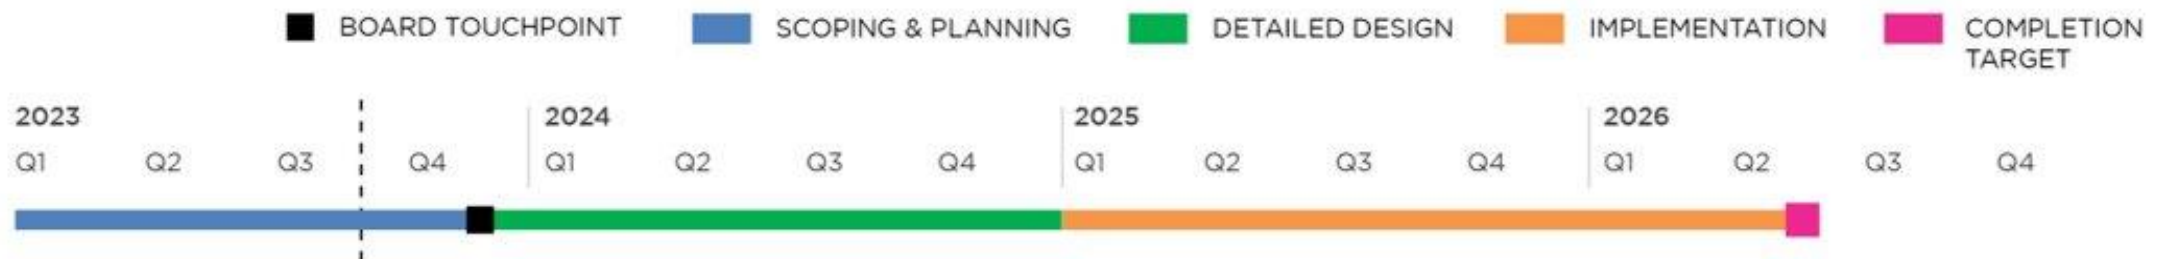 BOARD TOUCHPOINT SCOPING & PLANNING DETAILED DESIGN IMPLEMENTATION COMPLETION
TARGET
2023 2024 2025 2026
Q1 Q2 Q3 Q4 Q1 Q2 Q3 Q4 Q1 Q2 Q3 Q4 Q1 Q2 Q3 Q4